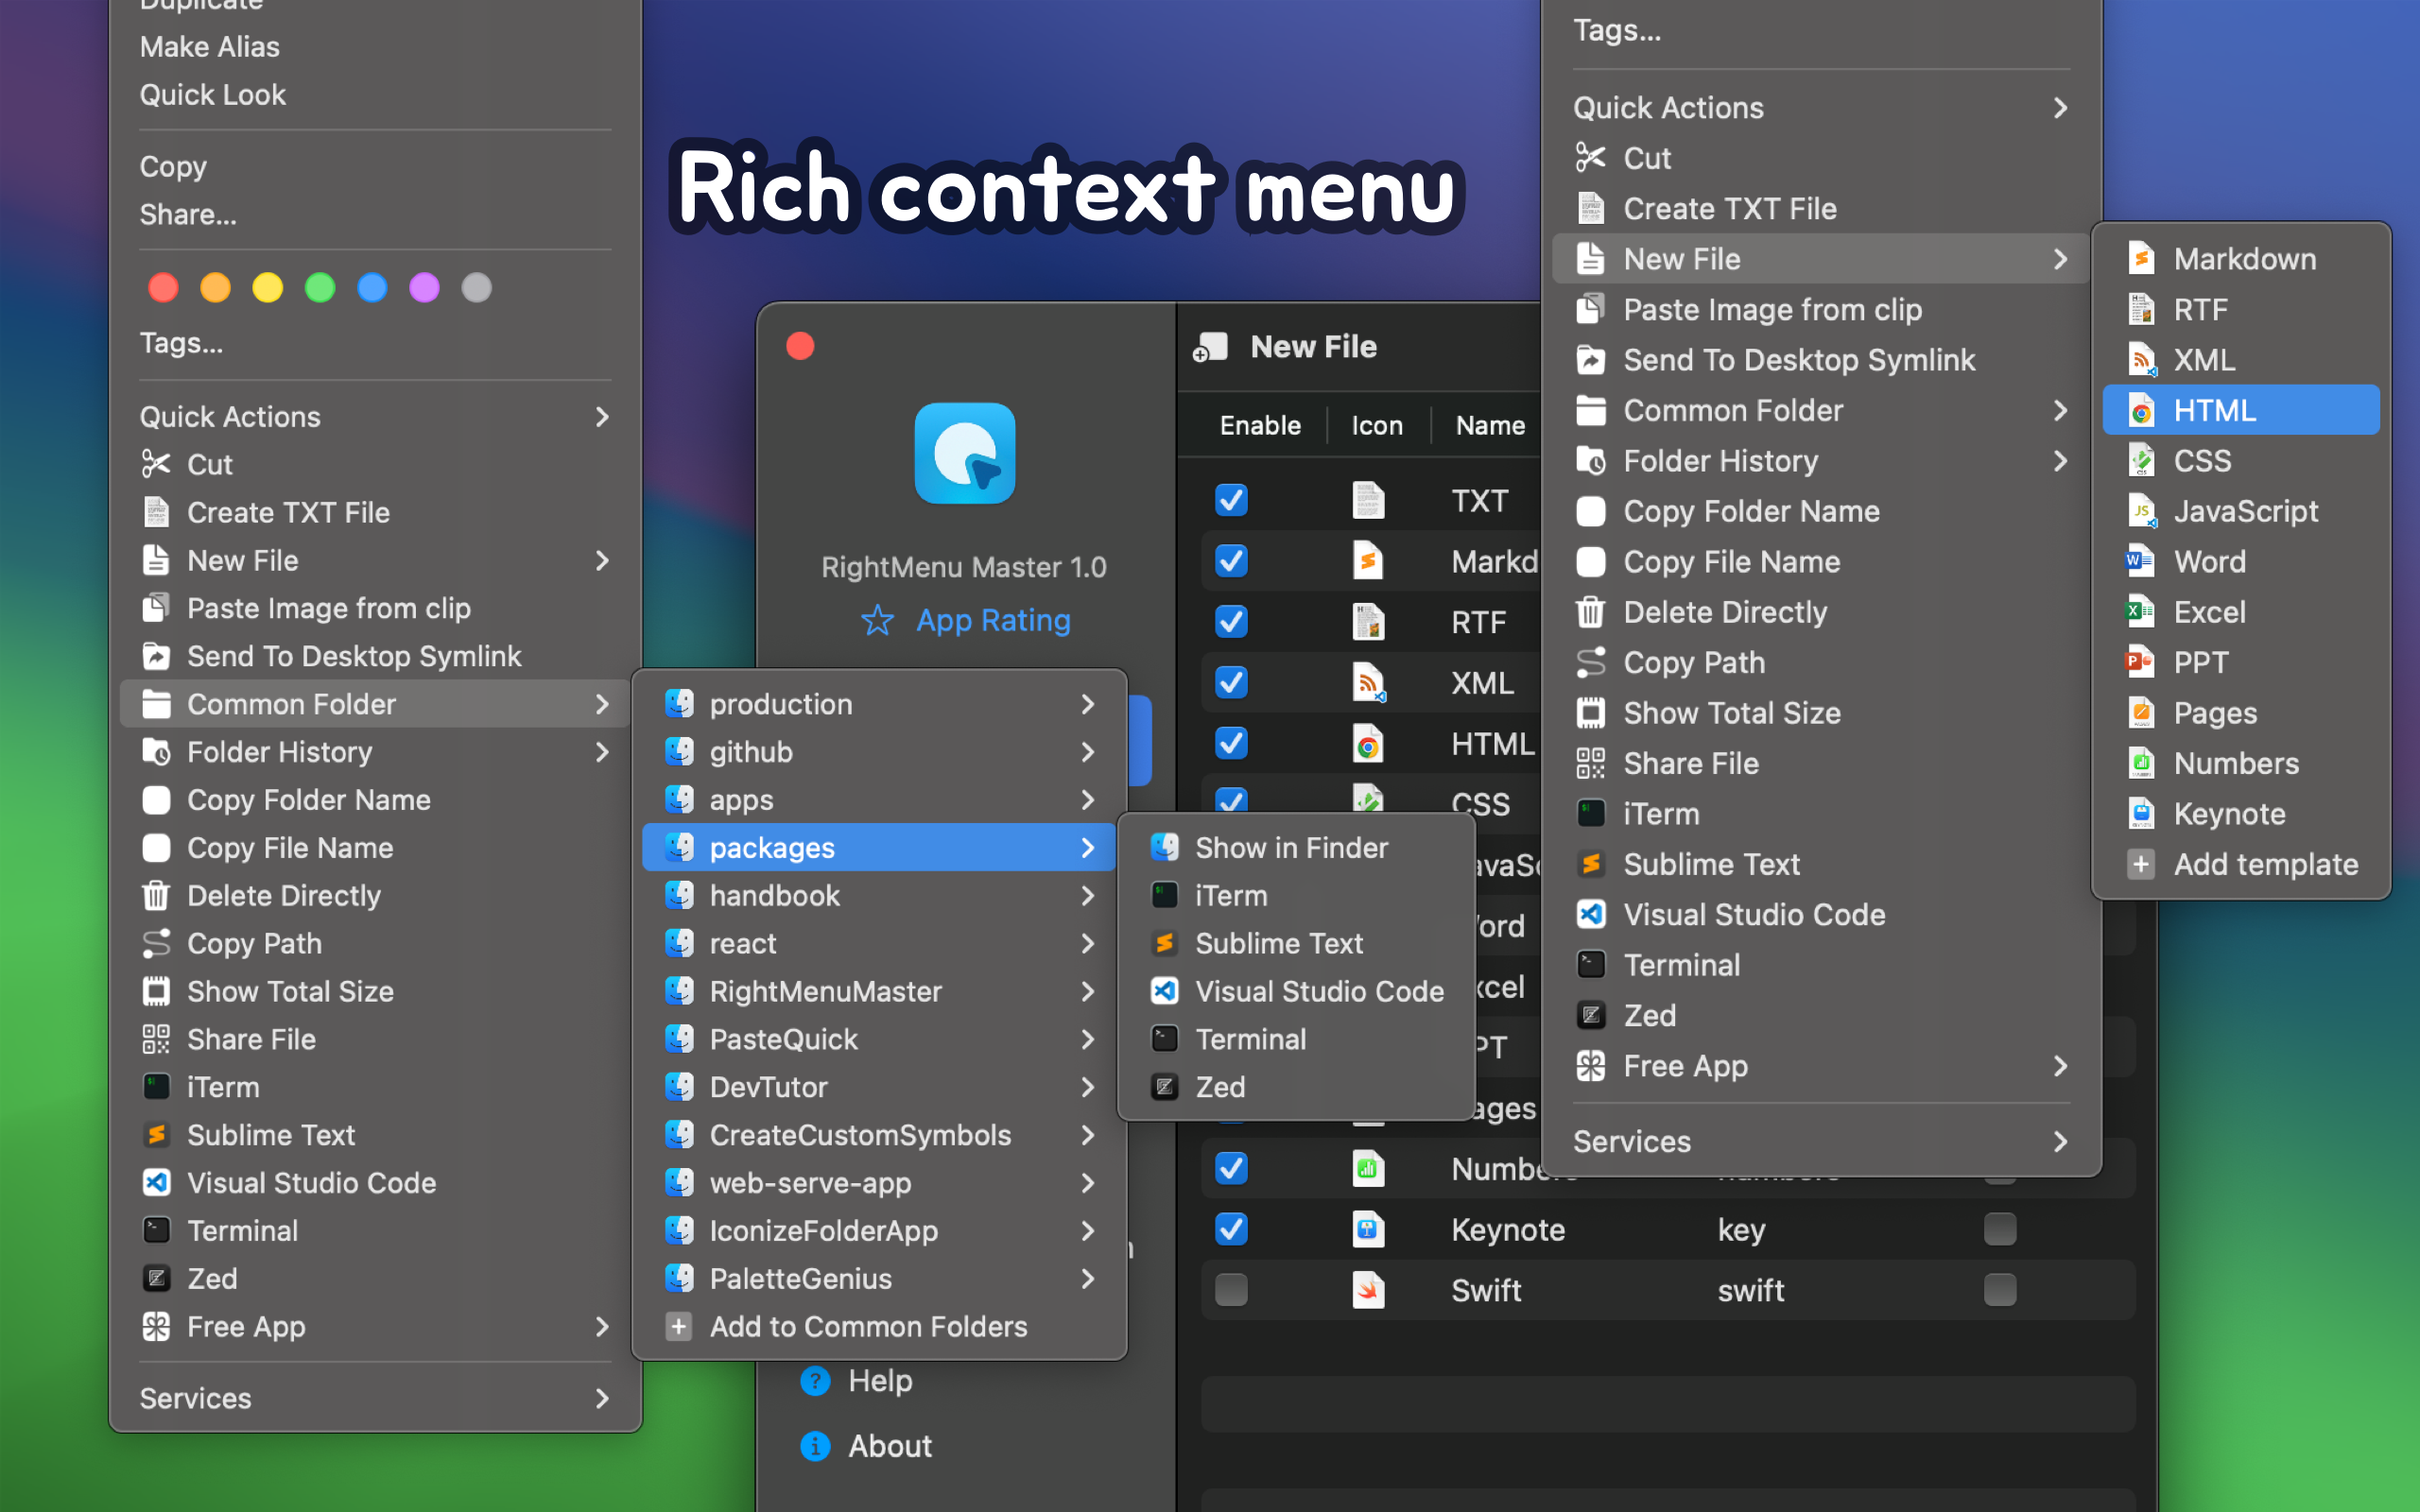 Duplicate
Make Alias
Quick Look
Copy
Share...
Tags...
Quick Actions
Cut
Create TXT File
New File
Paste Image from clip
Send To Desktop Symlink
Common Folder
Folder History
Copy Folder Name
Copy File Name
Delete Directly
Copy Path
Show Total Size
Share File
iTerm
Sublime Text
Visual Studio Code
Terminal
Zed
Free App
Services
Rich context menu
RightMenu Master 1.0
App Rating
production
github
apps
packages
handbook
react
RightMenuMaster
PasteQuick
DevTutor
CreateCustomSymbols
web-serve-app
IconizeFolderApp
PaletteGenius
Add to Common Folders
Help
About
Show in Finder
iTerm
Sublime Text
Visual Studio Code
Terminal
Zed
New File
Enable Icon Name
TXT
Markd
RTF
XML
HTML
CSS
Keynote key
Swift swift
Tags...
Quick Actions
Cut
Create TXT File
New File
Paste Image from clip
Send To Desktop Symlink
Common Folder
Folder History
Copy Folder Name
Copy File Name
Delete Directly
Copy Path
Show Total Size
Share File
iTerm
Sublime Text
Visual Studio Code
Terminal
Zed
Free App
Services
Markdown
RTF
XML
HTML
CSS
JavaScript
Word
Excel
PPT
Pages
Numbers
Keynote
Add template